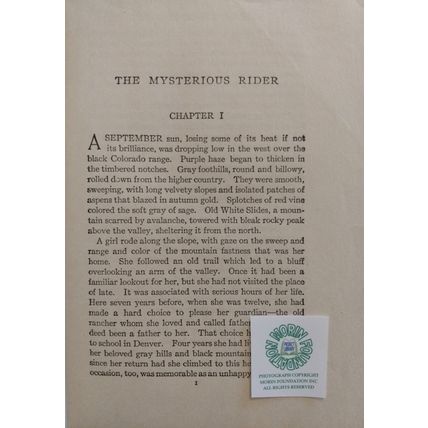 THE MYSTERIOUS RIDER
CHAPTER I
A SEPTEMBER sun, losing some of its heat if not
its brilliance, was dropping low in the west over the
black Colorado range. Purple haze began to thicken in
the timbered notches. Gray foothills, round and billowy,
rolled down from the higher country. They were smooth,
sweeping, with long velvety slopes and isolated patches of
aspens that blazed in autumn gold. Splotches of red vine
colored the soft gray of sage. Old White Slides, a moun-
tain scarred by avalanche, towered with bleak rocky peak
above the valley, sheltering it from the north.
A girl rode along the slope, with gaze on the sweep and
range and color of the mountain fastness that was her
home. She followed an old trail which led to a bluff
overlooking an arm of the valley. Once it had been a
familiar lookout for her, but she had not visited the place
of late. It was associated with serious hours of her life.
Here seven years before, when she was twelve, she had
made a hard choice to please her guardian—the old
rancher whom she loved and called father
deed been a father to her. That choice
to school in Denver. Four years she had
her beloved gray hills and black mountain
since her return had she climbed to this
occasion, too, was memorable as an unhappy
1
MORIN FOUNDATION
PHOTOGRAPH COPYRIGHT
MORIN FOUNDATION INC
ALL RIGHTS RESERVED